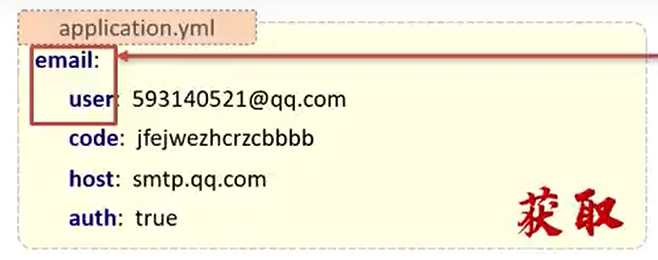 application.yml
email:
user: 593140521@qq.com
code: jfejwezhcrzcbbbb
host: smtp.qq.com
auth: true
获取